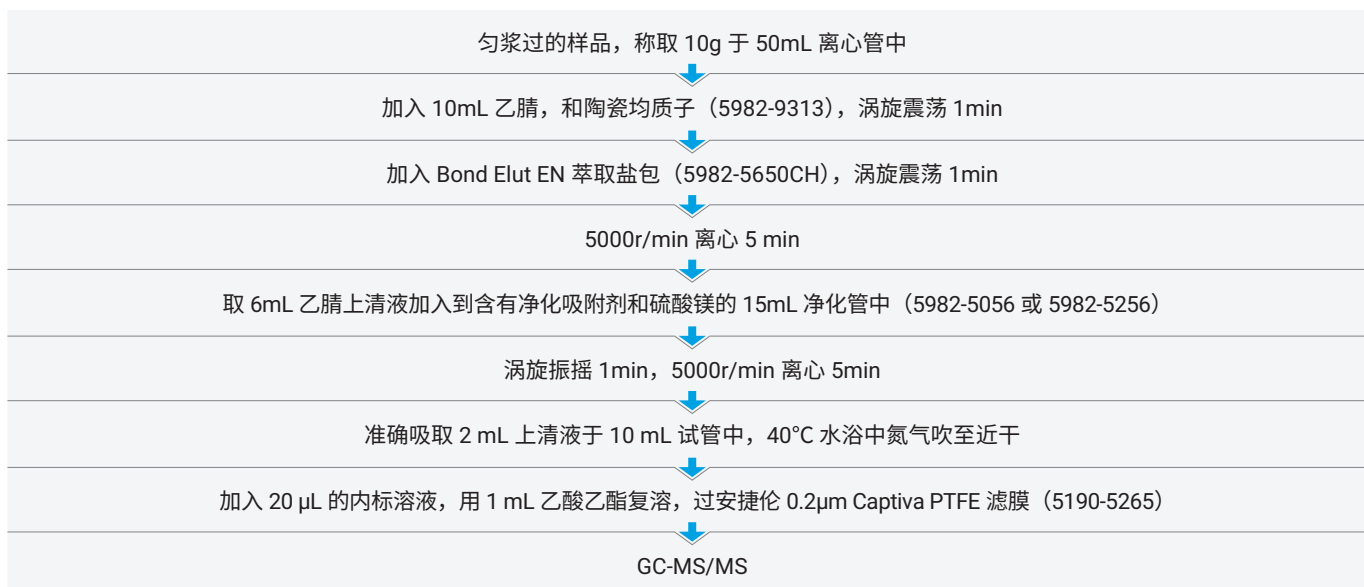 匀浆过的样品，称取 10g 于 50mL 离心管中
加入 10mL 乙腈，和陶瓷均质子（5982-9313），涡旋震荡 1min
加入 Bond Elut EN 萃取盐包（5982-5650CH），涡旋震荡 1min
5000r/min 离心 5 min
取 6mL 乙腈上清液加入到含有净化吸附剂和硫酸镁的 15mL 净化管中（5982-5056 或 5982-5256）
涡旋振摇 1min，5000r/min 离心 5min
准确吸取 2 mL 上清液于 10 mL 试管中，40℃ 水浴中氮气吹至近干
加入 20 µL 的内标溶液，用 1 mL 乙酸乙酯复溶，过安捷伦 0.2µm Captiva PTFE 滤膜（5190-5265）
GC-MS/MS